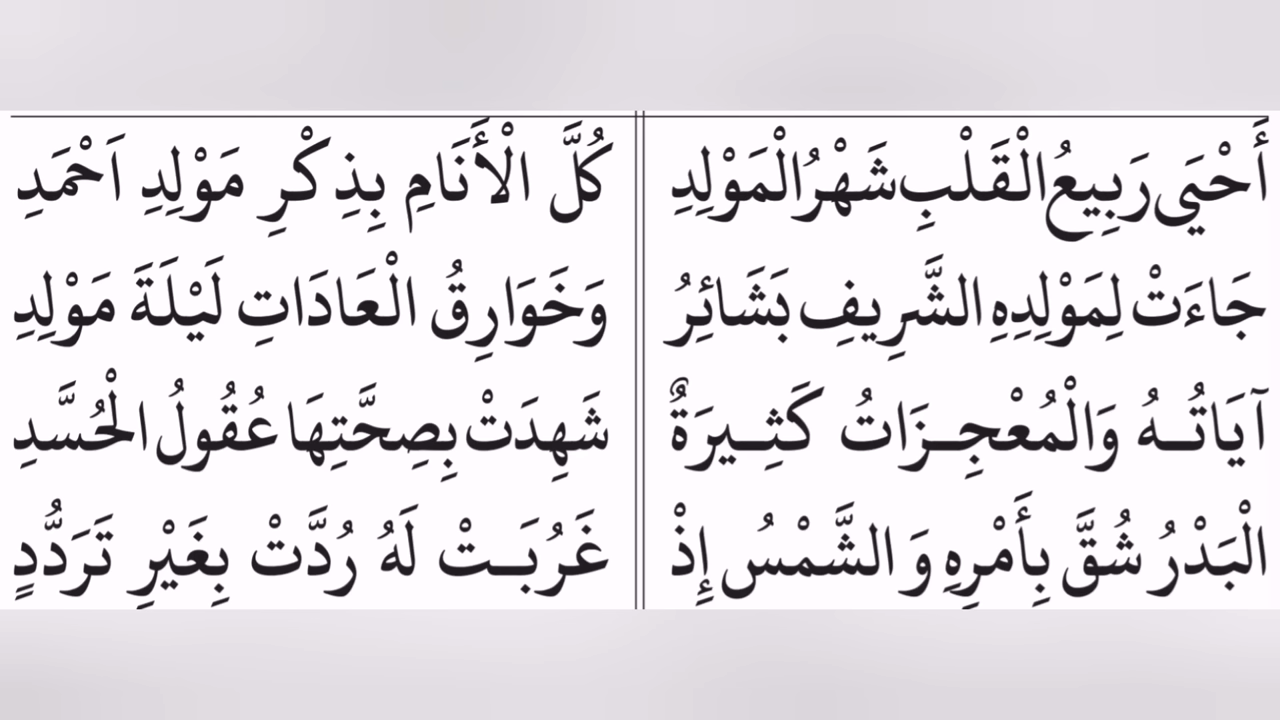 أَحْيَى رَبِيعُ الْقَلْبِ شَهْرُ الْمَوْلِدِ كُلَّ الْأَنَامِ بِذِكْرِ مَوْلِدِ اَحْمَدِ
جَاءَتْ لِمَوْلِدِهِ الشَّرِيفِ بَشَائِرُ وَخَوَارِقُ الْعَادَاتِ لَيْلَةَ مَوْلِدِ
آيَاتُهُ وَالْمُعْجِزَاتُ كَثِيرَةٌ شَهِدَتْ بِصِحَّتِهَا عُقُولُ الْحُسَّدِ
الْبَدْرُ شُقَّ بِأَمْرِهِ وَ الشَّمْسُ إِذْ غَرُبَتْ لَهُ رُدَّتْ بِغَيْرِ تَرَدُّدٍ